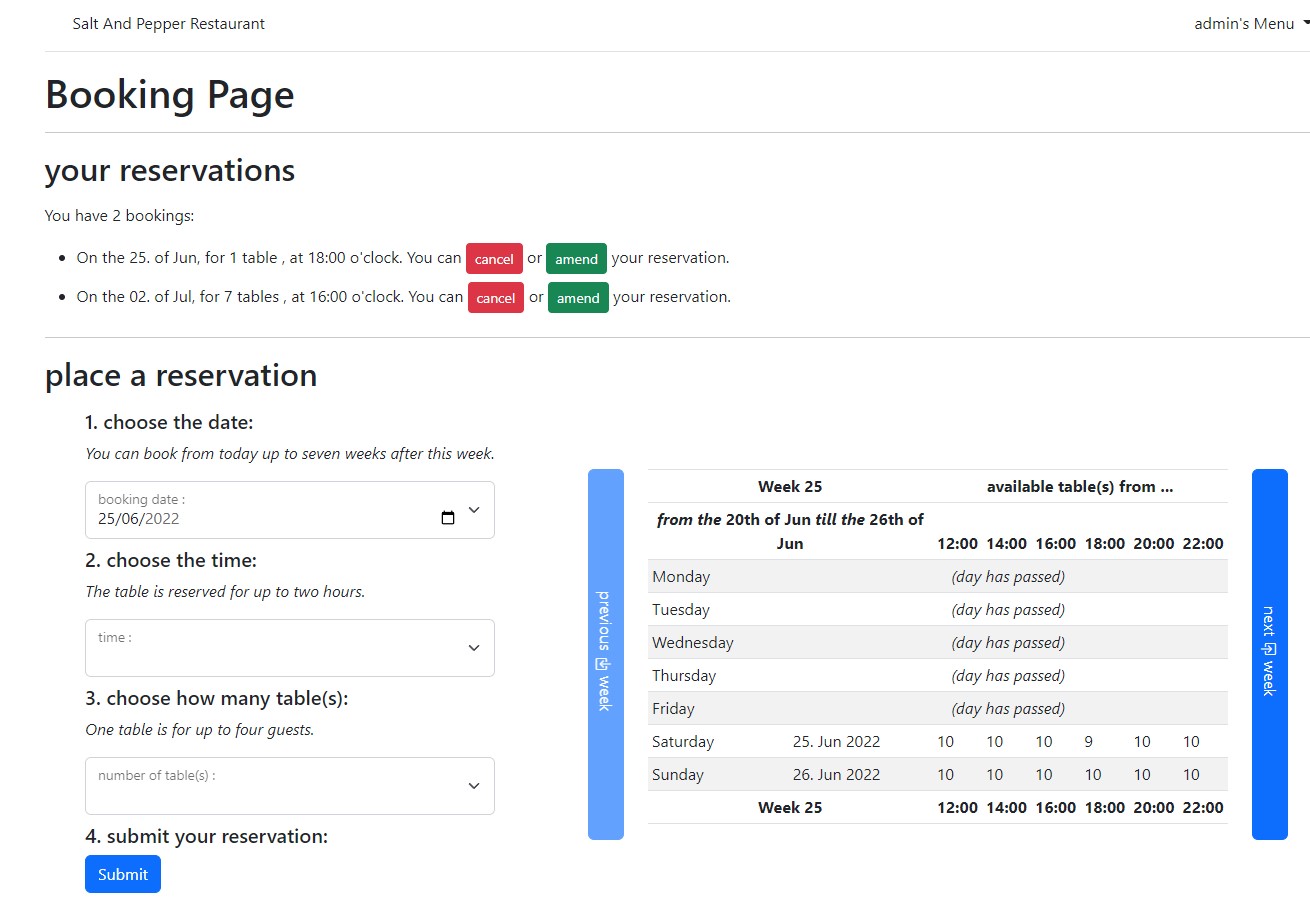 Salt And Pepper Restaurant
admin's Menu
Booking Page
your reservations
You have 2 bookings:
On the 25. of Jun, for 1 table , at 18:00 o'clock. You can cancel or amend your reservation.
On the 02. of Jul, for 7 tables , at 16:00 o'clock. You can cancel or amend your reservation.
place a reservation
1. choose the date:
You can book from today up to seven weeks after this week.
booking date :
25/06/2022
2. choose the time:
The table is reserved for up to two hours.
time :
3. choose how many table(s):
One table is for up to four guests.
number of table(s) :
4. submit your reservation:
Submit
previous week
Week 25 available table(s) from ...
from the 20th of Jun till the 26th of
Jun 12:00 14:00 16:00 18:00 20:00 22:00
Monday (day has passed)
Tuesday (day has passed)
Wednesday (day has passed)
Thursday (day has passed)
Friday (day has passed)
Saturday 25. Jun 2022 10 10 10 9 10 10
Sunday 26. Jun 2022 10 10 10 10 10 10
Week 25 12:00 14:00 16:00 18:00 20:00 22:00
next week